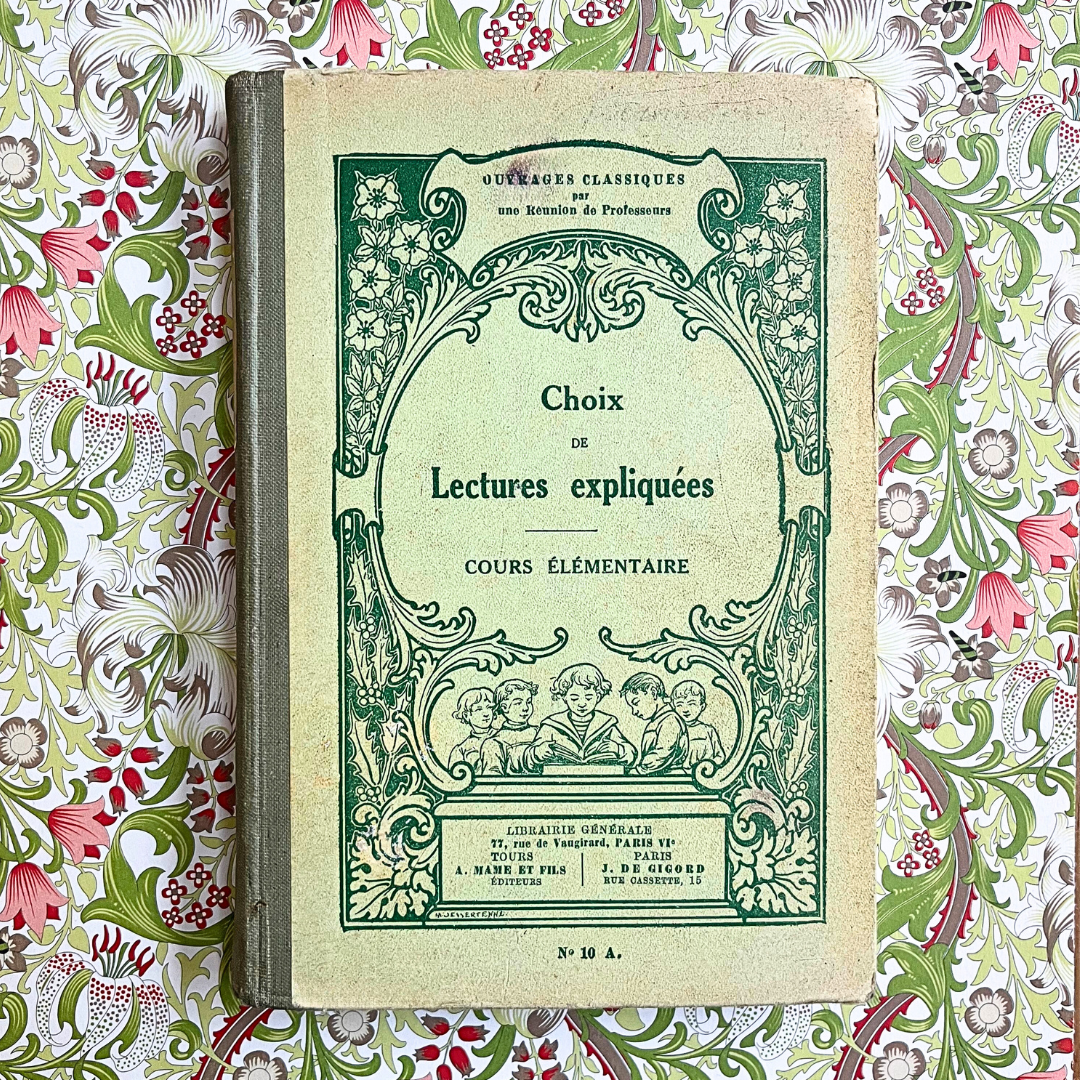 OUVRAGES CLASSIQUES
par
une Réunion de Professeurs
Choix
DE
Lectures expliquées
COURS ÉLÉMENTAIRE
LIBRAIRIE GÉNÉRALE
77, rue de Vaugirard, PARIS VIe
TOURS
A. MAME ET FILS
ÉDITEURS
PARIS
J. DE GIGORD
RUE CASSETTE, 15
No 10 A.